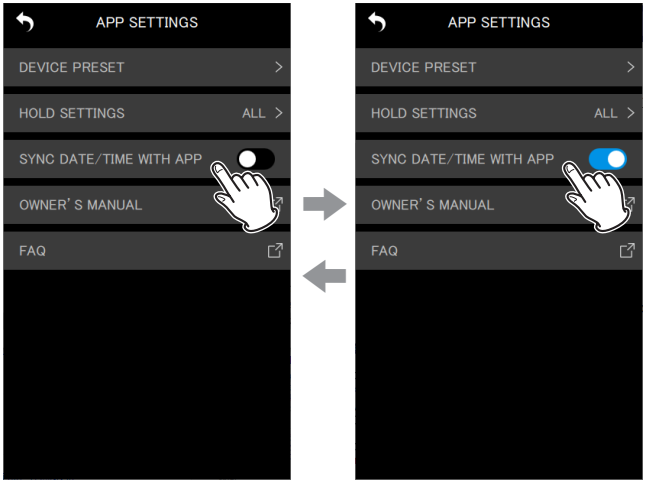 APP SETTINGS
DEVICE PRESET
HOLD SETTINGS ALL
SYNC DATE/TIME WITH APP
OWNER'S MANUAL
FAQ
APP SETTINGS
DEVICE PRESET
HOLD SETTINGS ALL
SYNC DATE/TIME WITH APP
OWNER'S MANUAL
FAQ